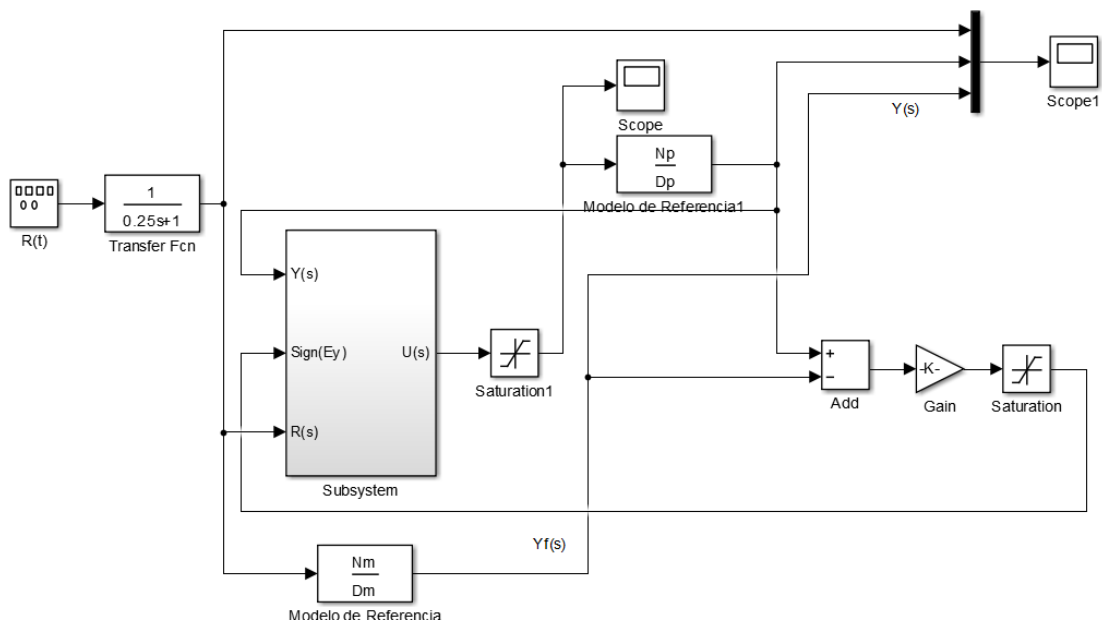 Y(s)
Scope1
Scope
Np
Dp
Modelo de Referencia1
R(t)
1
0.25s+1
Transfer Fcn
Y(s)
Sign(Ey)
U(s)
R(s)
Subsystem
Saturation1
+
−
Add
-K-
Gain
Saturation
Yf(s)
Nm
Dm
Modelo de Referencia